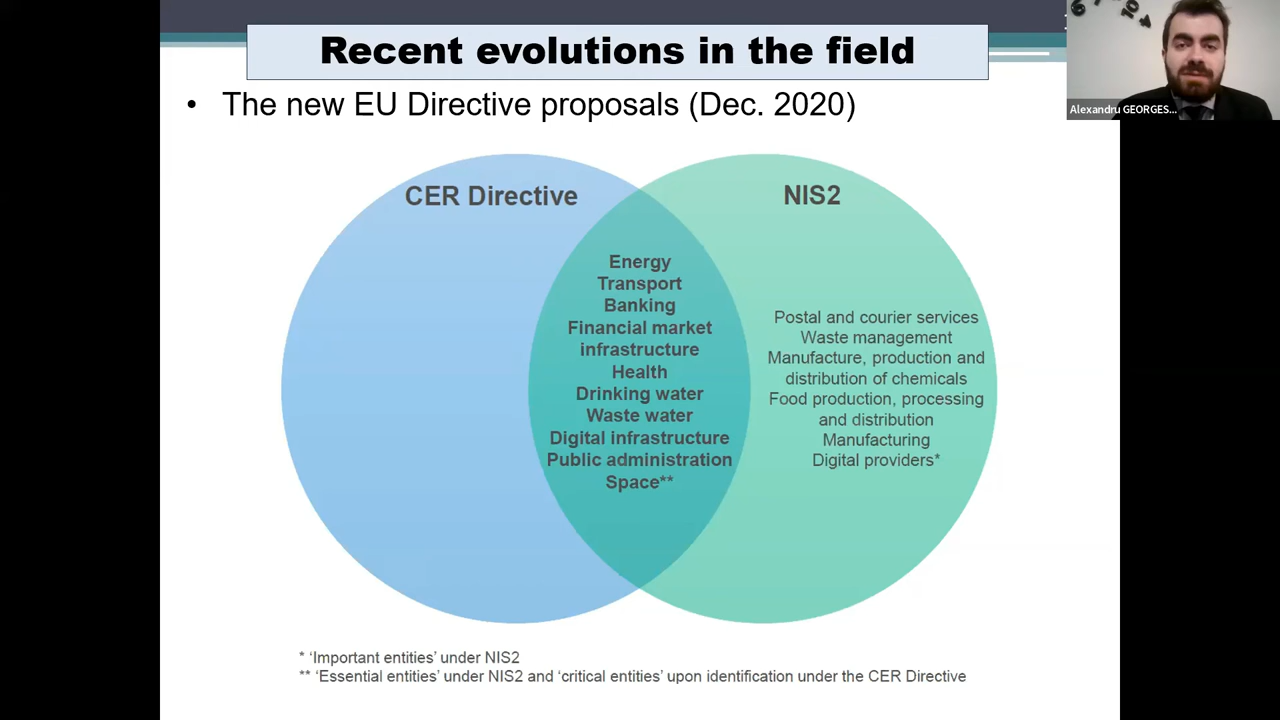 Recent evolutions in the field
• The new EU Directive proposals (Dec. 2020)
CER Directive
NIS2
Energy
Transport
Banking
Financial market
infrastructure
Health
Drinking water
Waste water
Digital infrastructure
Public administration
Space**
Postal and courier services
Waste management
Manufacture, production and
distribution of chemicals
Food production, processing
and distribution
Manufacturing
Digital providers*
* ‘Important entities’ under NIS2
** ‘Essential entities’ under NIS2 and ‘critical entities’ upon identification under the CER Directive
Alexandru GEORGES...